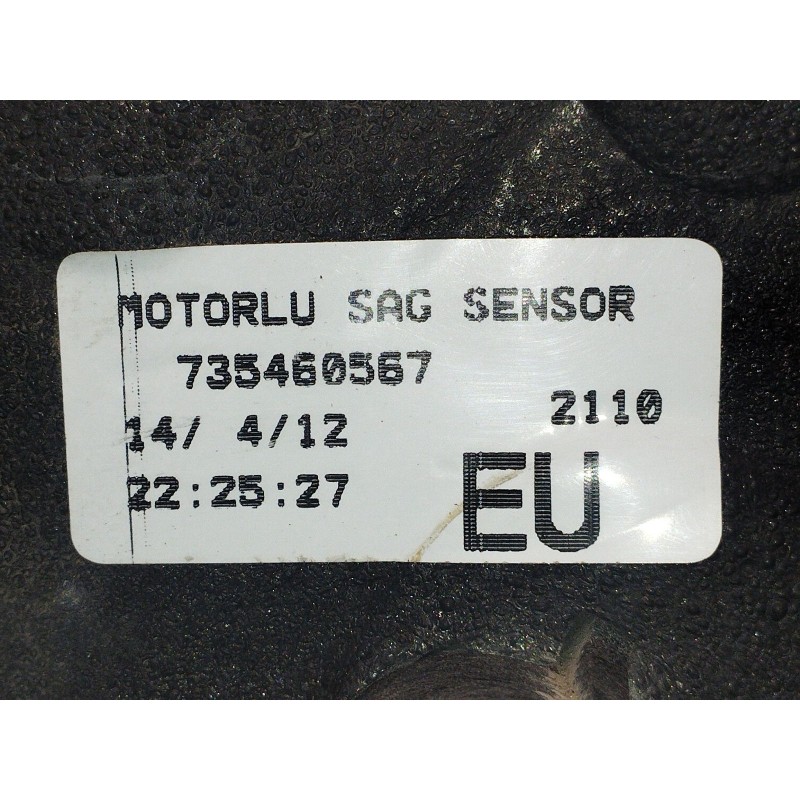 MOTORLU SAG SENSOR
735460567
2110
14/ 4/12
22:25:27
EU